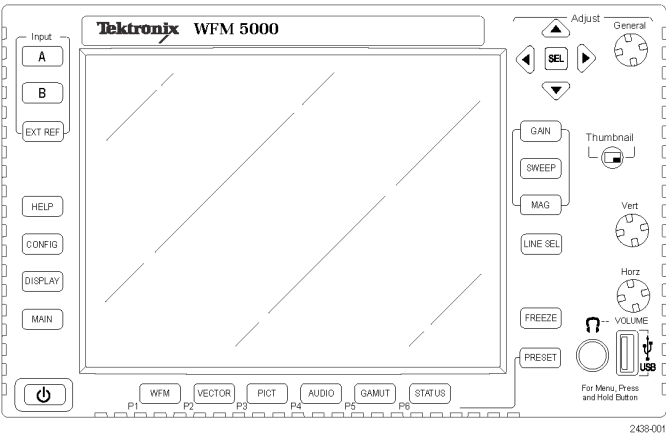 Tektronix WFM 5000
Input
A
B
EXT REF
HELP
CONFIG
DISPLAY
MAIN
Adjust
General
SEL
GAIN
SWEEP
MAG
LINE SEL
FREEZE
PRESET
Thumbnail
Vert
Horz
VOLUME
USB
For Menu, Press
and Hold Button
WFM VECTOR PICT AUDIO GAMUT STATUS
P1 P2 P3 P4 P5 P6
2438-001